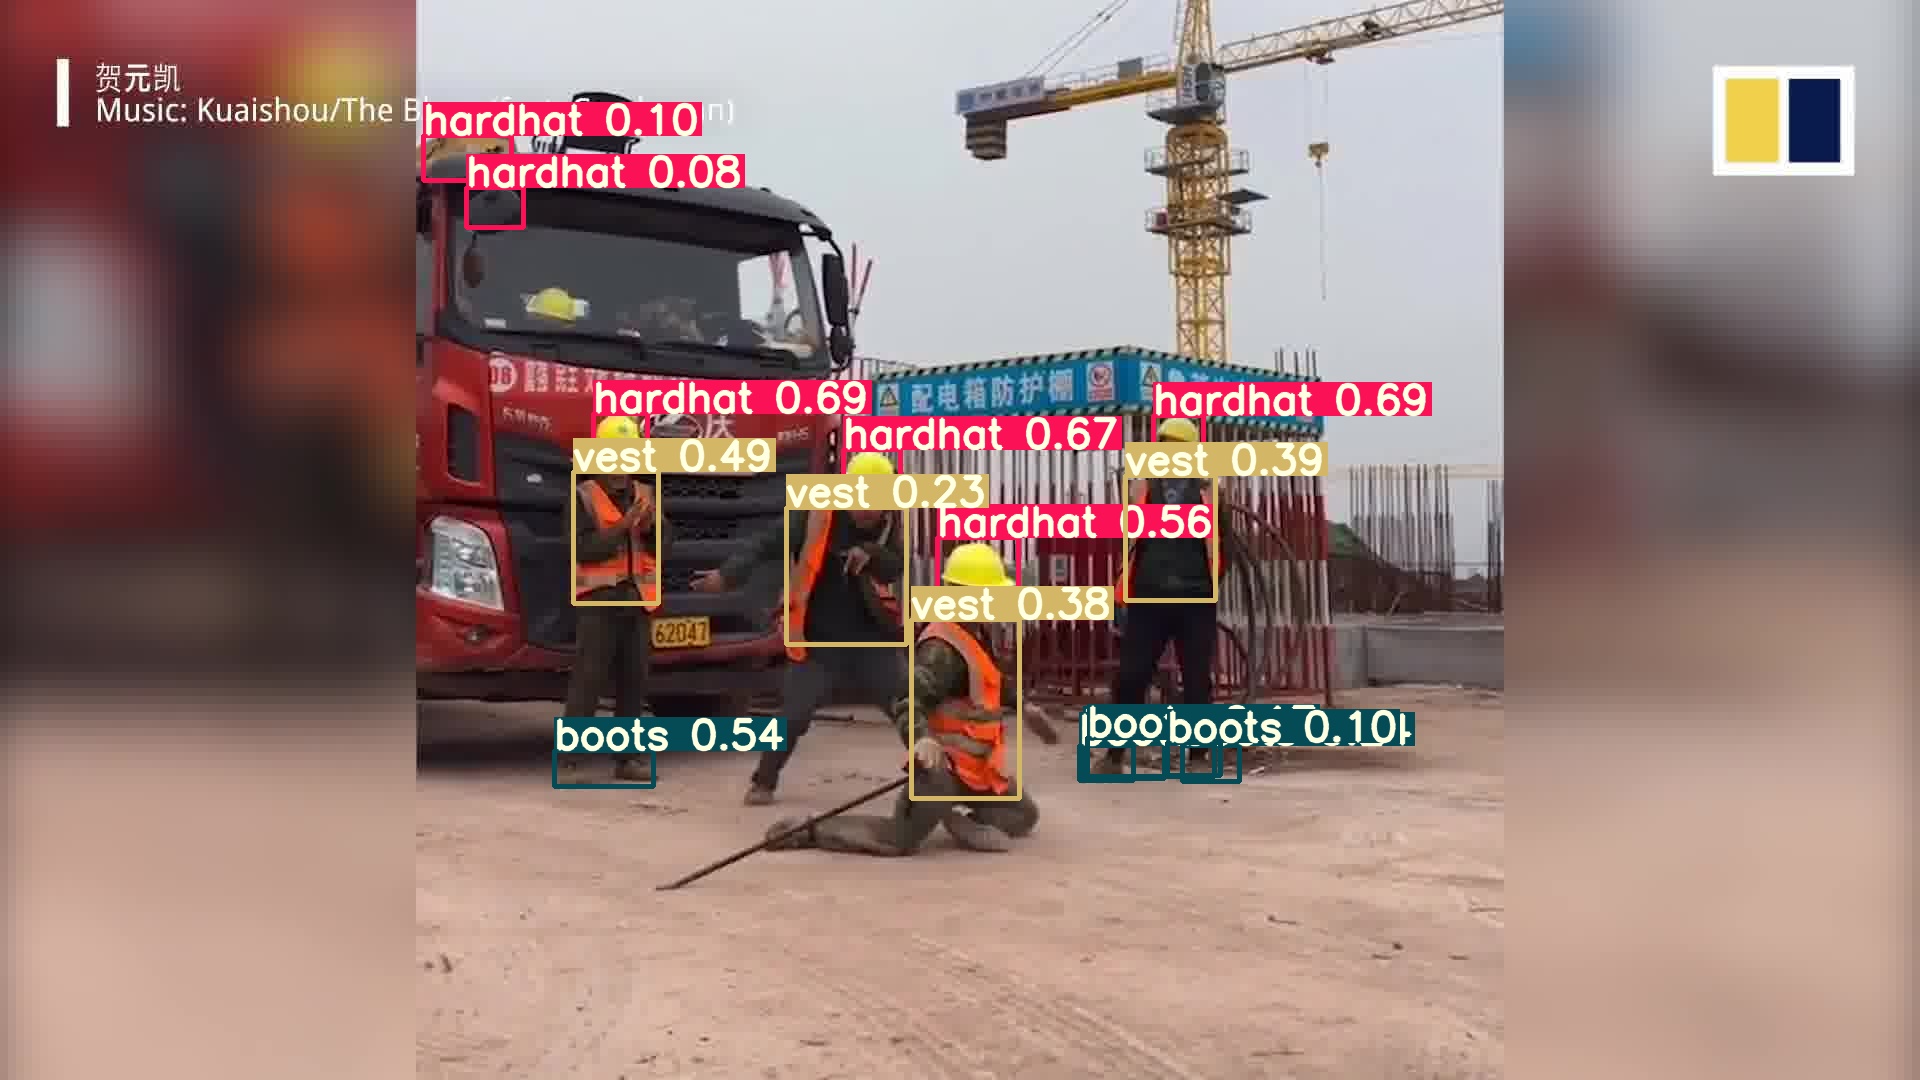 贺元凯
Music: Kuaishou/The B
hardhat 0.10
hardhat 0.08
08
hardhat 0.69
配电箱防护棚
hardhat 0.69
庆
hardhat 0.67
vest 0.49
vest 0.39
vest 0.23
hardhat 0.56
vest 0.38
62047
boots 0.54
boots 0.10